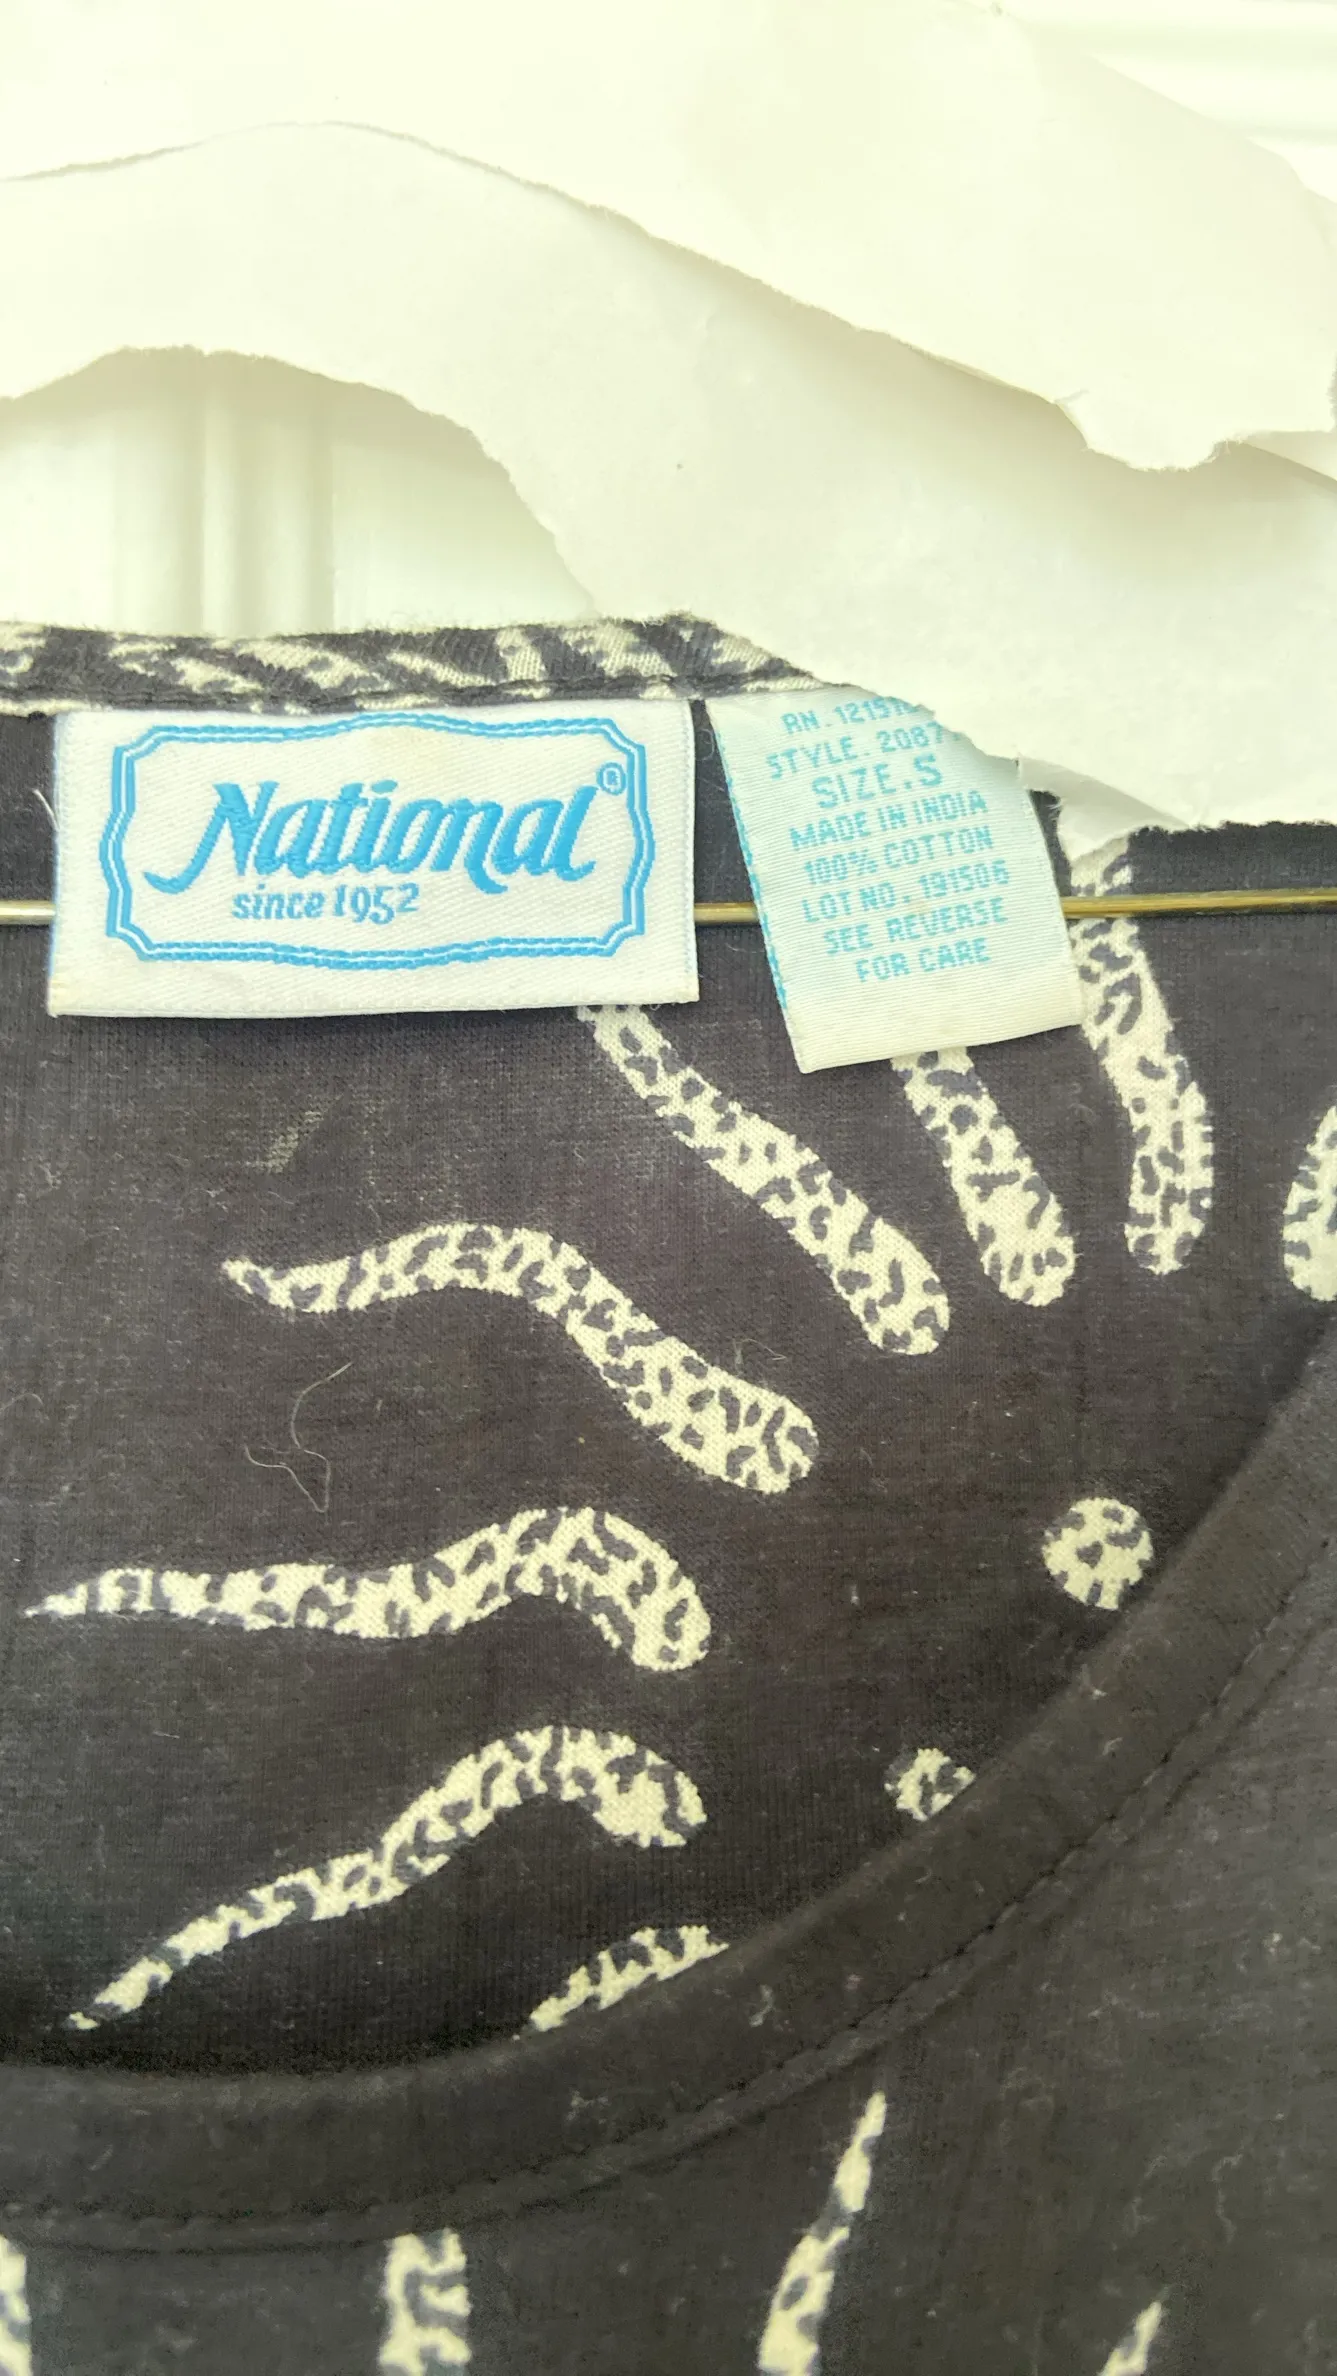 National®
since 1952
STYLE. 2087
SIZE.S
MADE IN INDIA
100% COTTON
LOT NO. 191506
SEE REVERSE
FOR CARE